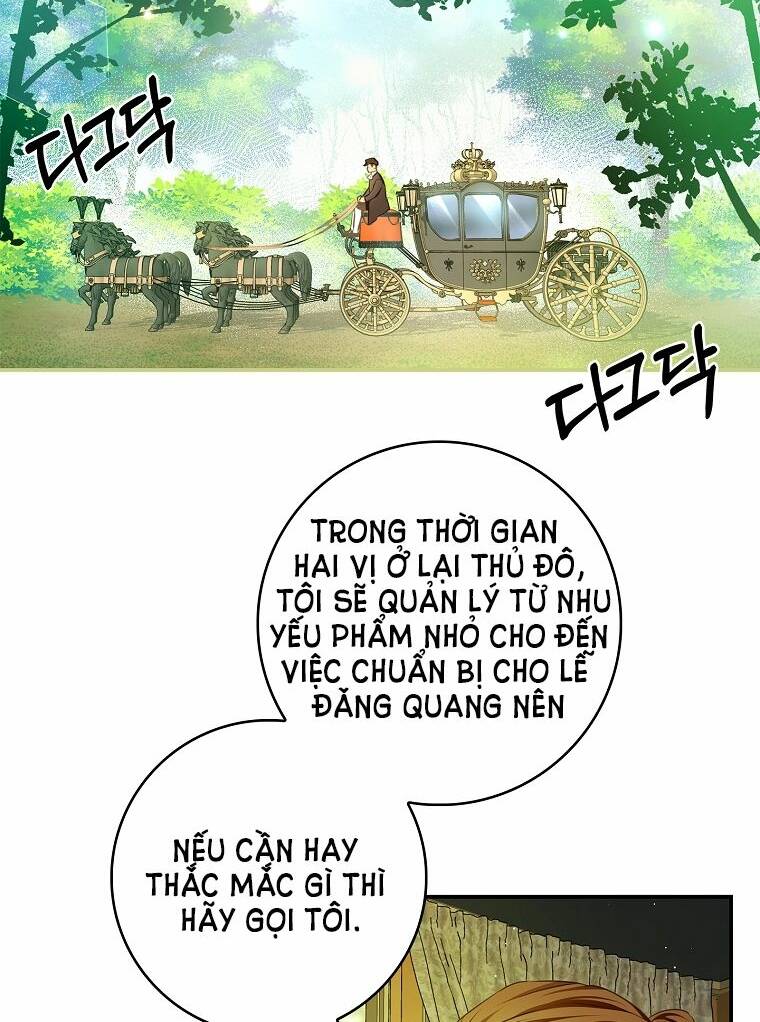 다그닥
다그닥
TRONG THỜI GIAN
HAI VỊ Ở LẠI THỦ ĐÔ,
TÔI SẼ QUẢN LÝ TỪ NHU
YẾU PHẨM NHỎ CHO ĐẾN
VIỆC CHUẨN BỊ CHO LỄ
ĐĂNG QUANG NÊN
NẾU CẦN HAY
THẮC MẮC GÌ THÌ
HÃY GỌI TÔI.